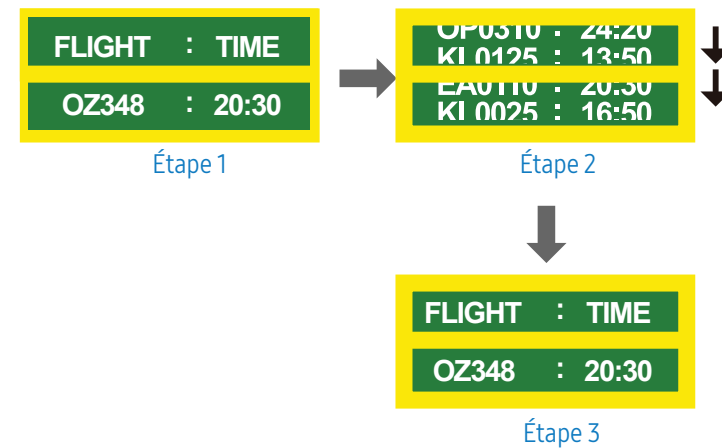 FLIGHT : TIME
OZ348 : 20:30
Étape 1
OP0310 : 24:20
KL0125 : 13:50
EA0110 : 20:30
KL0025 : 16:50
Étape 2
FLIGHT : TIME
OZ348 : 20:30
Étape 3